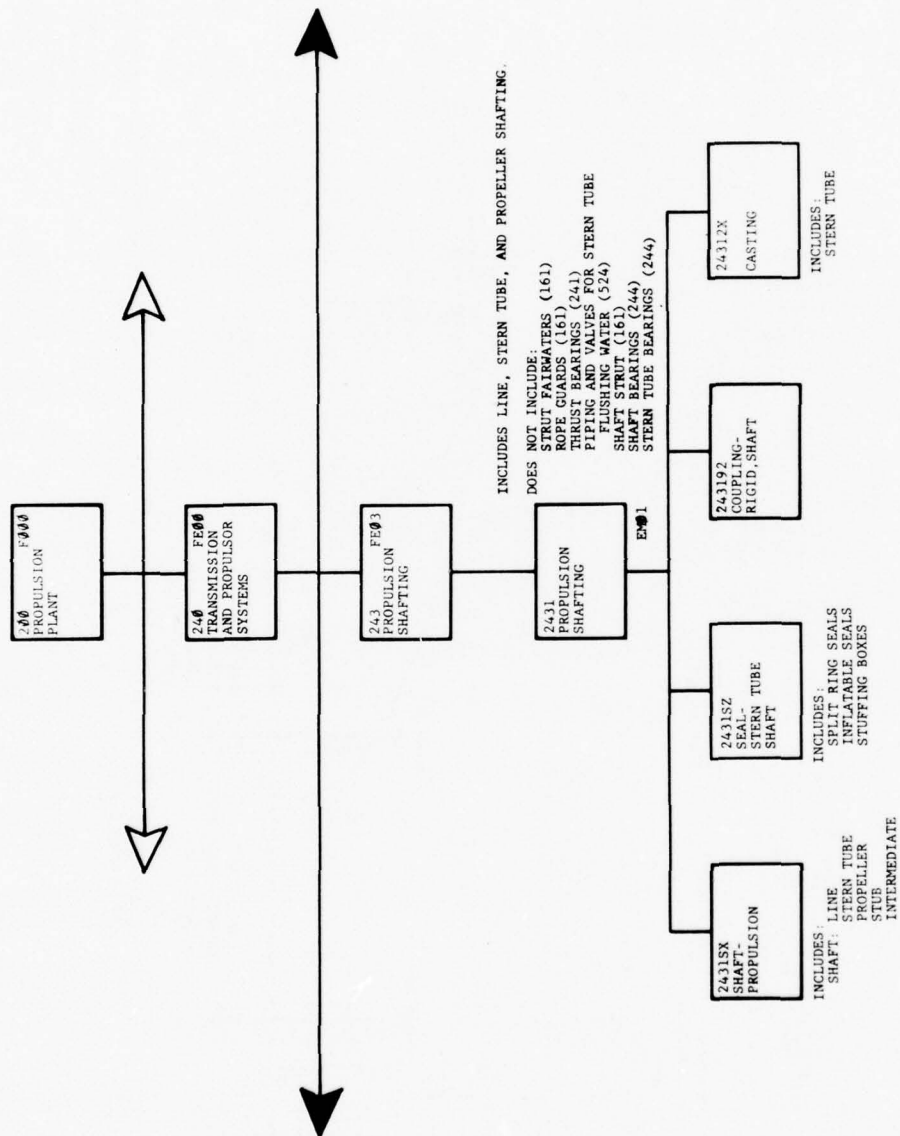 200 F000
PROPULSION
PLANT
240 FE00
TRANSMISSION
AND PROPULSOR
SYSTEMS
243 FE03
PROPULSION
SHAFTING
INCLUDES LINE, STERN TUBE, AND PROPELLER SHAFTING.
DOES NOT INCLUDE:
STRUT FAIRWATERS (161)
ROPE GUARDS (161)
THRUST BEARINGS (241)
PIPING AND VALVES FOR STERN TUBE
FLUSHING WATER (524)
SHAFT STRUT (161)
SHAFT BEARINGS (244)
STERN TUBE BEARINGS (244)
2431
PROPULSION
SHAFTING
EM01
2431SX
SHAFT-
PROPULSION
INCLUDES:
SHAFT: LINE
STERN TUBE
PROPELLER
STUB
INTERMEDIATE
2431SZ
SEAL-
STERN TUBE
SHAFT
INCLUDES:
SPLIT RING SEALS
INFLATABLE SEALS
STUFFING BOXES
243192
COUPLING-
RIGID,SHAFT
24312X
CASTING
INCLUDES:
STERN TUBE